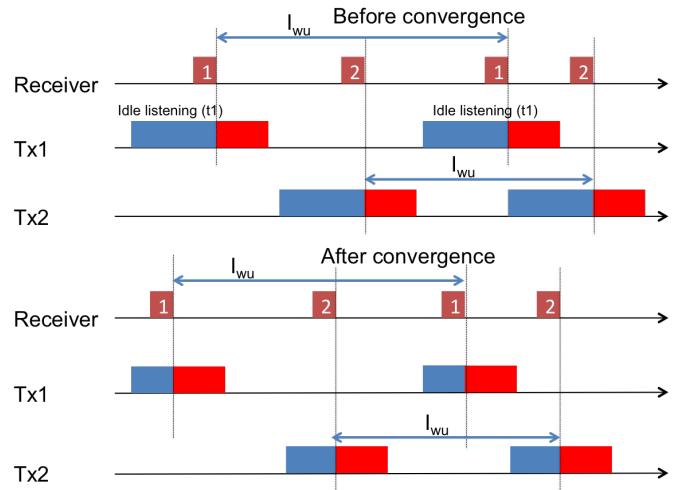 Before convergence
Iwu
Receiver 1 2 1 2
Idle listening (t1) Idle listening (t1)
Tx1
Iwu
Tx2
After convergence
Iwu
Receiver 1 2 1 2
Tx1
Iwu
Tx2